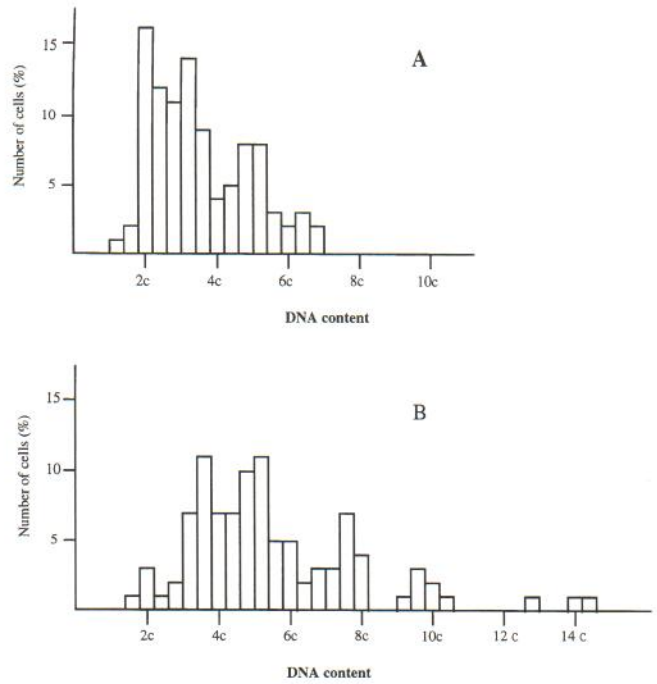 A
15
10
5
Number of cells (%)
2c 4c 6c 8c 10c
DNA content
B
15
10
5
Number of cells (%)
2c 4c 6c 8c 10c 12 c 14 c
DNA content